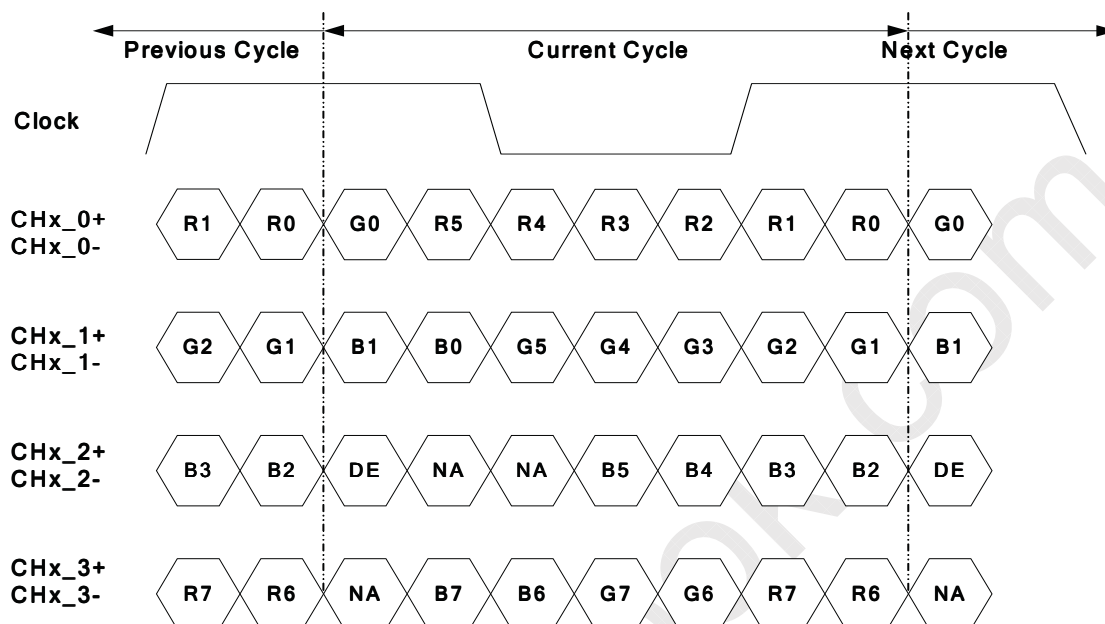 Previous Cycle Current Cycle Next Cycle
Clock
CHx_0+ R1 R0 G0 R5 R4 R3 R2 R1 R0 G0
CHx_0-
CHx_1+ G2 G1 B1 B0 G5 G4 G3 G2 G1 B1
CHx_1-
CHx_2+ B3 B2 DE NA NA B5 B4 B3 B2 DE
CHx_2-
CHx_3+ R7 R6 NA B7 B6 G7 G6 R7 R6 NA
CHx_3-